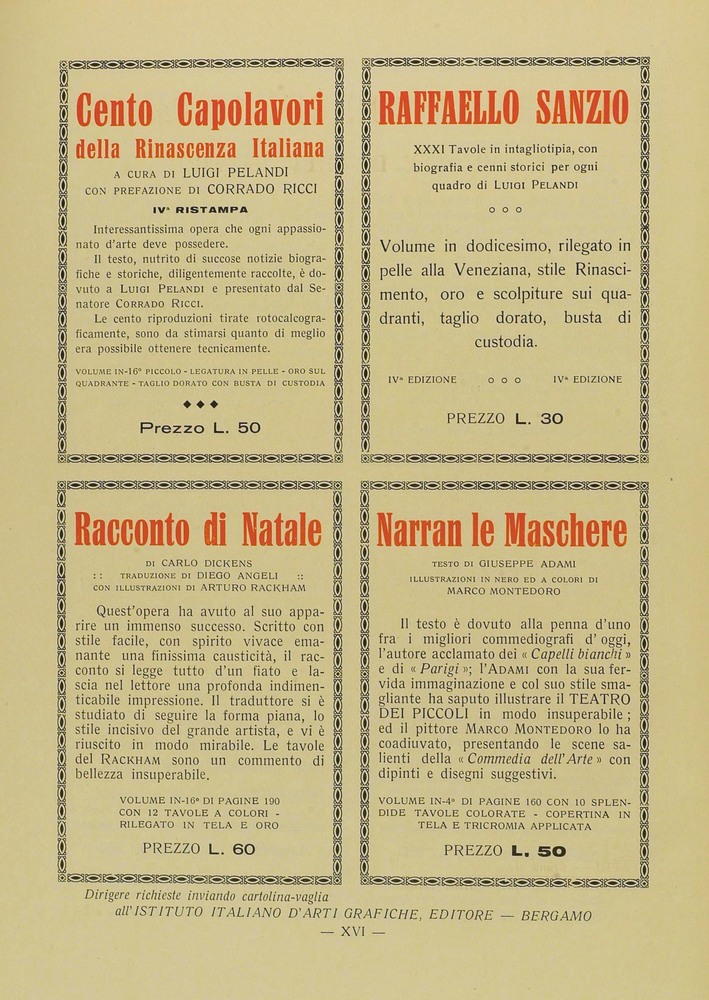 Cento Capolavori
della Rinascenza Italiana
A CURA DI LUIGI PELANDI
CON PREFAZIONE DI CORRADO RICCI
IVª RISTAMPA
Interessantissima opera che ogni appassio-
nato d'arte deve possedere.
Il testo, nutrito di succose notizie biogra-
fiche e storiche, diligentemente raccolte, è do-
vuto a LUIGI PELANDI e presentato dal Se-
natore CORRADO RICCI.
Le cento riproduzioni tirate rotocalcogra-
ficamente, sono da stimarsi quanto di meglio
era possibile ottenere tecnicamente.
VOLUME IN-16º PICCOLO - LEGATURA IN PELLE - ORO SUL
QUADRANTE - TAGLIO DORATO CON BUSTA DI CUSTODIA
◆ ◆ ◆
Prezzo L. 50
RAFFAELLO SANZIO
XXXI Tavole in intagliotipia, con
biografia e cenni storici per ogni
quadro di LUIGI PELANDI
o o o
Volume in dodicesimo, rilegato in
pelle alla Veneziana, stile Rinasci-
mento, oro e scolpiture sui qua-
dranti, taglio dorato, busta di
custodia.
IVª EDIZIONE o o o IVª EDIZIONE
PREZZO L. 30
Racconto di Natale
DI CARLO DICKENS
:: TRADUZIONE DI DIEGO ANGELI ::
CON ILLUSTRAZIONI DI ARTURO RACKHAM
Quest'opera ha avuto al suo appa-
rire un immenso successo. Scritto con
stile facile, con spirito vivace ema-
nante una finissima causticità, il rac-
conto si legge tutto d'un fiato e la-
scia nel lettore una profonda indimen-
ticabile impressione. Il traduttore si è
studiato di seguire la forma piana, lo
stile incisivo del grande artista, e vi è
riuscito in modo mirabile. Le tavole
del RACKHAM sono un commento di
bellezza insuperabile.
VOLUME IN-16º DI PAGINE 190
CON 12 TAVOLE A COLORI -
RILEGATO IN TELA E ORO
PREZZO L. 60
Narran le Maschere
TESTO DI GIUSEPPE ADAMI
ILLUSTRAZIONI IN NERO ED A COLORI DI
MARCO MONTEDORO
Il testo è dovuto alla penna d'uno
fra i migliori commediografi d' oggi,
l'autore acclamato dei « Capelli bianchi »
e di « Parigi »; l'ADAMI con la sua fer-
vida immaginazione e col suo stile sma-
gliante ha saputo illustrare il TEATRO
DEI PICCOLI in modo insuperabile ;
ed il pittore MARCO MONTEDORO lo ha
coadiuvato, presentando le scene sa-
lienti della « Commedia dell'Arte » con
dipinti e disegni suggestivi.
VOLUME IN-4º DI PAGINE 160 CON 10 SPLEN-
DIDE TAVOLE COLORATE - COPERTINA IN
TELA E TRICROMIA APPLICATA
PREZZO L. 50
Dirigere richieste inviando cartolina-vaglia
all'ISTITUTO ITALIANO D'ARTI GRAFICHE, EDITORE — BERGAMO
— XVI —